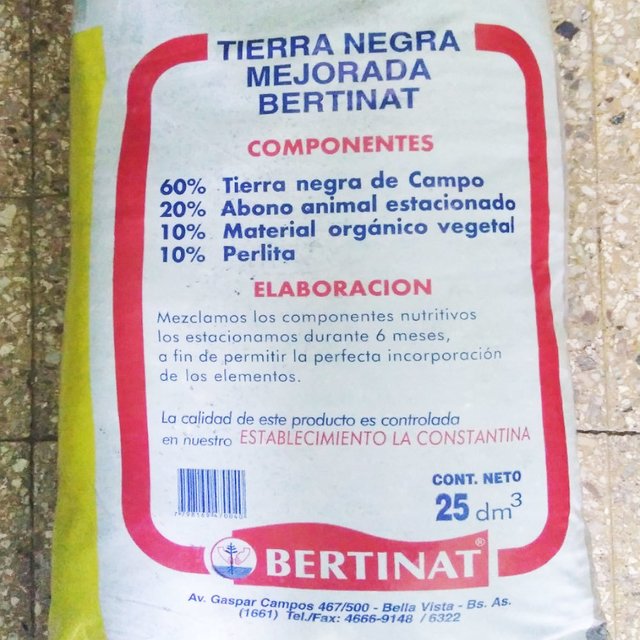 TIERRA NEGRA
MEJORADA
BERTINAT
COMPONENTES
60% Tierra negra de Campo
20% Abono animal estacionado
10% Material orgánico vegetal
10% Perlita
ELABORACION
Mezclamos los componentes nutritivos
los estacionamos durante 6 meses,
a fin de permitir la perfecta incorporación
de los elementos.
La calidad de este producto es controlada
en nuestro ESTABLECIMIENTO LA CONSTANTINA
CONT. NETO
25 dm³
BERTINAT®
Av. Gaspar Campos 467/500 - Bella Vista - Bs. As.
(1661) Tel./Fax: 4666-9148 / 6322